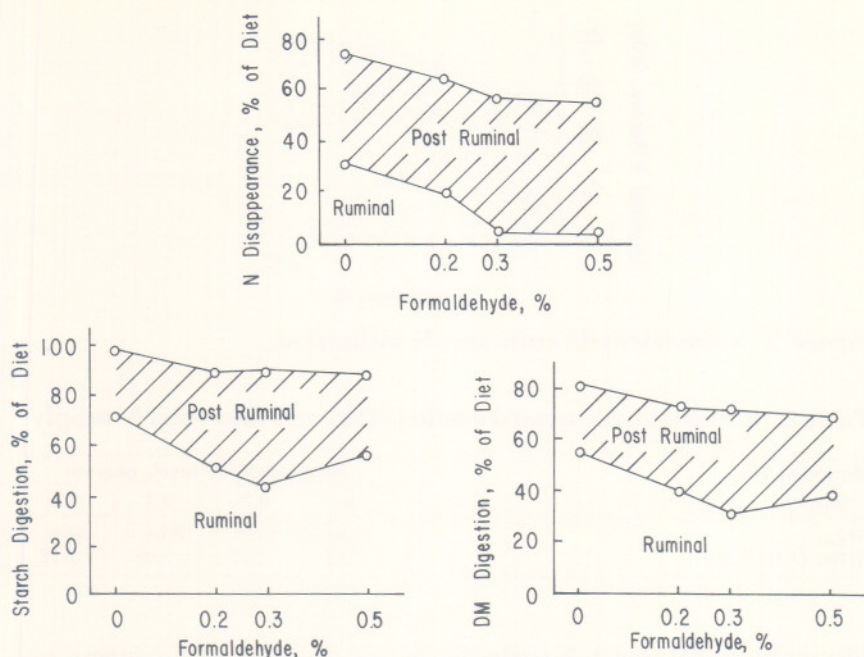 N Disappearance, % of Diet
80
60
40
20
0
Post Ruminal
Ruminal
0 0.2 0.3 0.5
Formaldehyde, %
Starch Digestion, % of Diet
100
80
60
40
20
0
Post Ruminal
Ruminal
0 0.2 0.3 0.5
Formaldehyde, %
DM Digestion, % of Diet
80
60
40
20
0
Post Ruminal
Ruminal
0 0.2 0.3 0.5
Formaldehyde, %